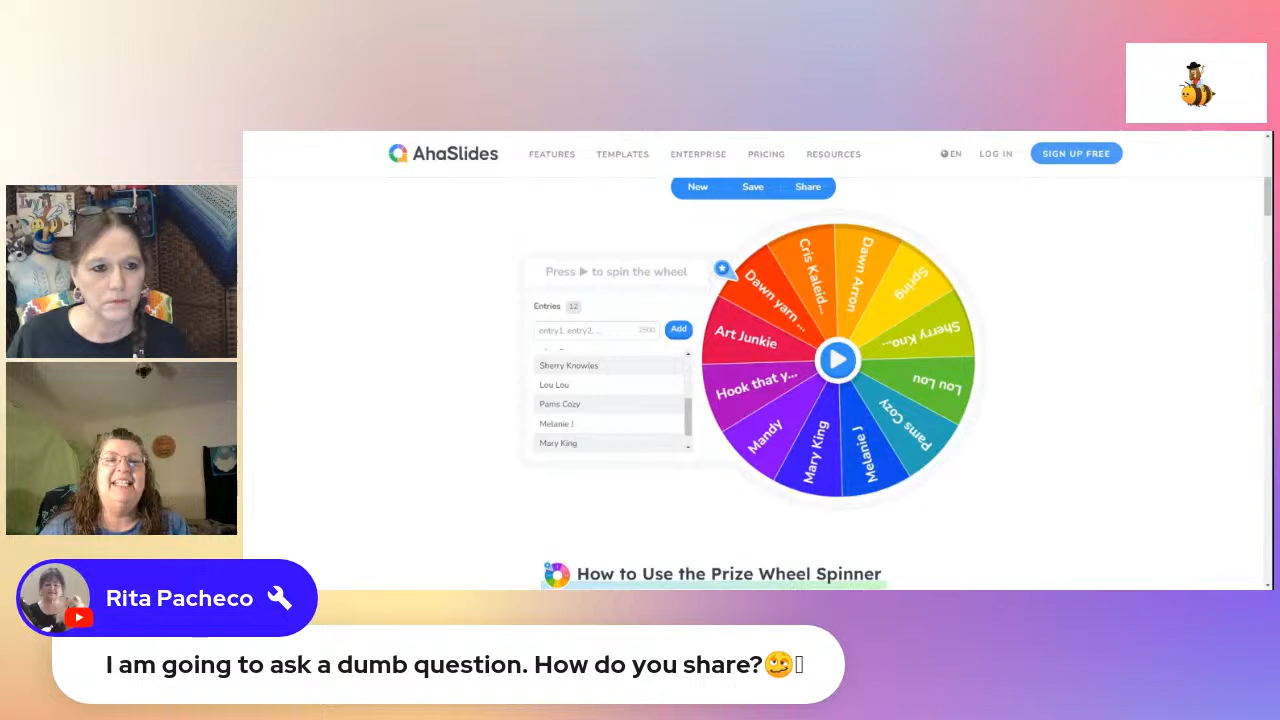 AhaSlides
FEATURES
TEMPLATES
ENTERPRISE
PRICING
RESOURCES
EN
LOG IN
SIGN UP FREE
New
Save
Share
Press ▶ to spin the wheel
Entries 12
entry1, entry2, ...
2500
Add
Sherry Knowles
Lou Lou
Pams Cozy
Melanie J
Mary King
Dawn yarn ...
Cris Kaleid...
Dawn Arron
Spring
Sherry Kno...
Lou Lou
Pams Cozy
Melanie J
Mary King
Mandy
Hook that y...
Art Junkie
How to Use the Prize Wheel Spinner
Rita Pacheco
I am going to ask a dumb question. How do you share?🥴